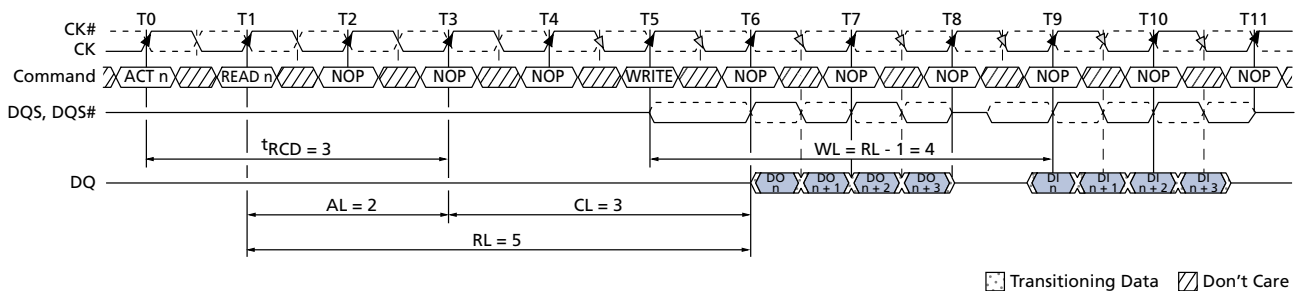 T0 T1 T2 T3 T4 T5 T6 T7 T8 T9 T10 T11
CK#
CK
Command ACT n READ n NOP NOP NOP WRITE NOP NOP NOP NOP NOP NOP
DQS, DQS#
tRCD = 3 WL = RL - 1 = 4
DQ DO n DO n + 1 DO n + 2 DO n + 3 DI n DI n + 1 DI n + 2 DI n + 3
AL = 2 CL = 3
RL = 5
Transitioning Data Don't Care